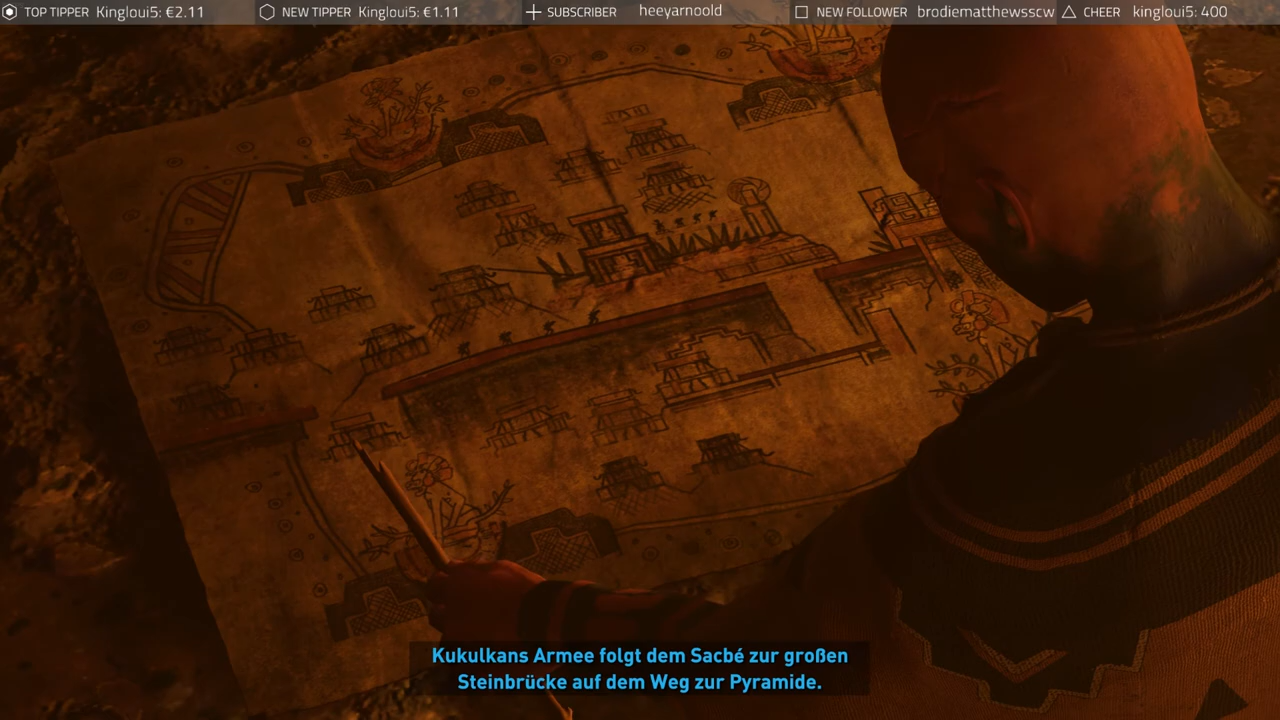 TOP TIPPER Kingloui5: €2.11 NEW TIPPER Kingloui5: €1.11 SUBSCRIBER heeyarnoold NEW FOLLOWER brodiematthewsscw CHEER kingloui5: 400
Kukulkans Armee folgt dem Sacbé zur großen
Steinbrücke auf dem Weg zur Pyramide.